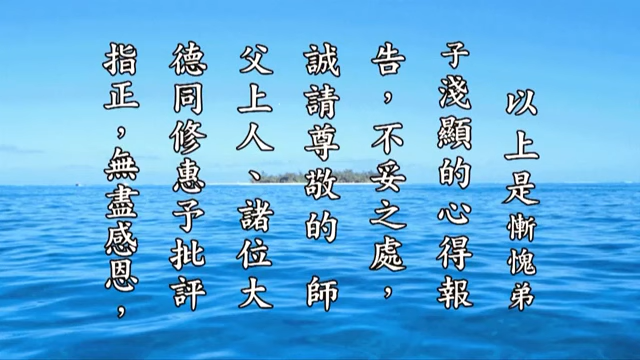 以上是慚愧弟
子淺顯的心得報
告，不妥之處，
誠請尊敬的　師
父上人、諸位大
德同修惠予批評
指正，無盡感恩，